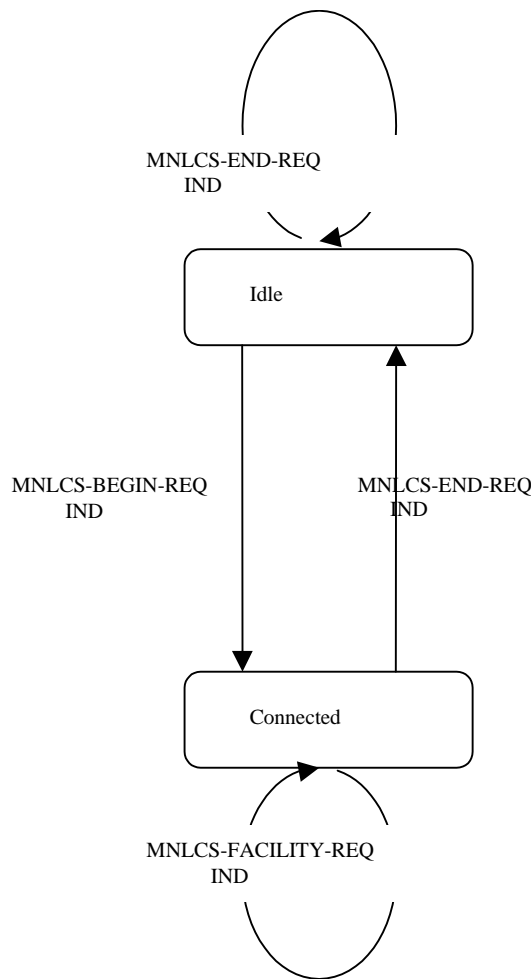 MNLCS-END-REQ
IND
Idle
MNLCS-BEGIN-REQ
IND
MNLCS-END-REQ
IND
Connected
MNLCS-FACILITY-REQ
IND